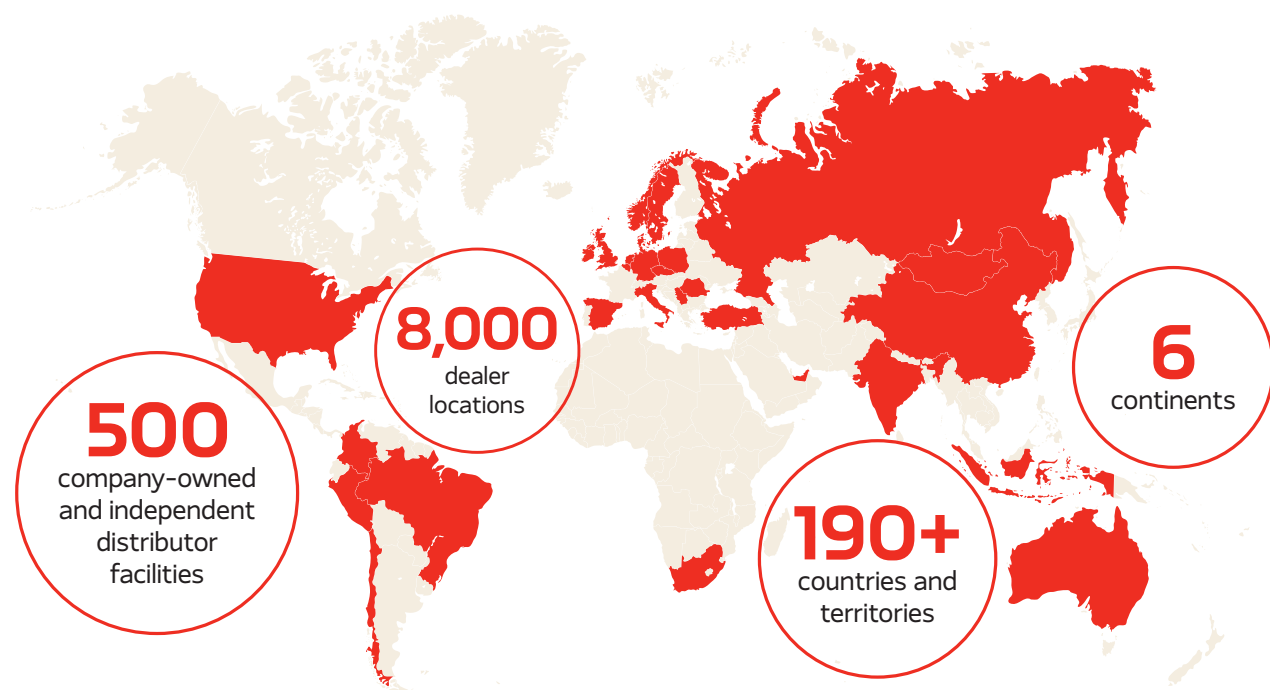 500
company-owned
and independent
distributor
facilities
8,000
dealer
locations
190+
countries and
territories
6
continents